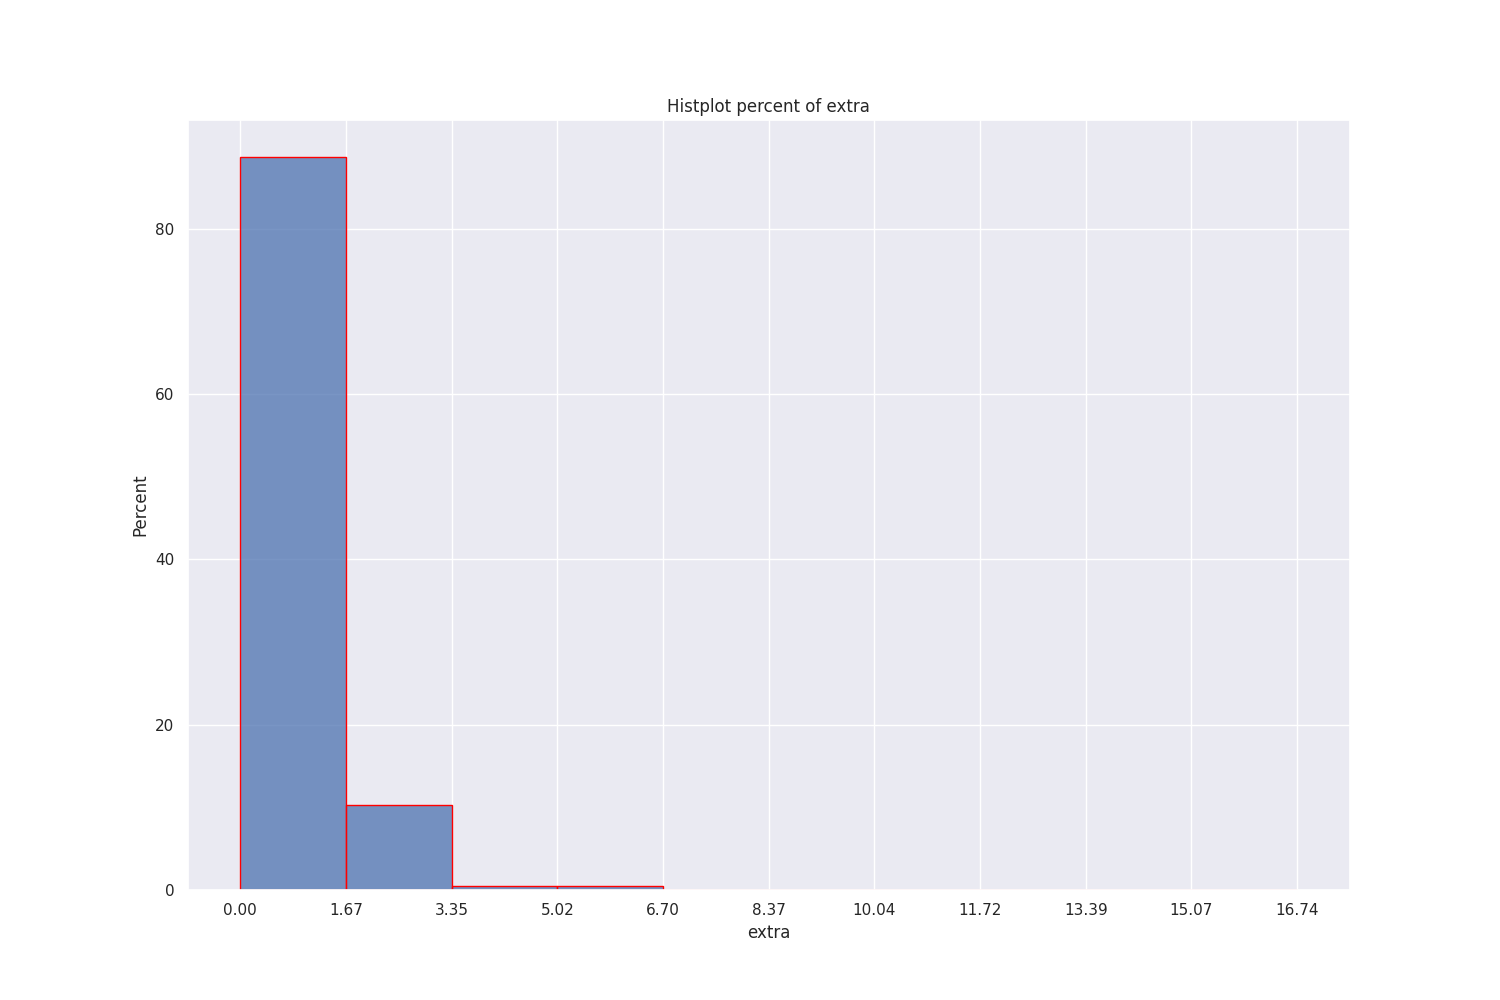 Histplot percent of extra
80
60
40
20
0
Percent
0.00 1.67 3.35 5.02 6.70 8.37 10.04 11.72 13.39 15.07 16.74
extra